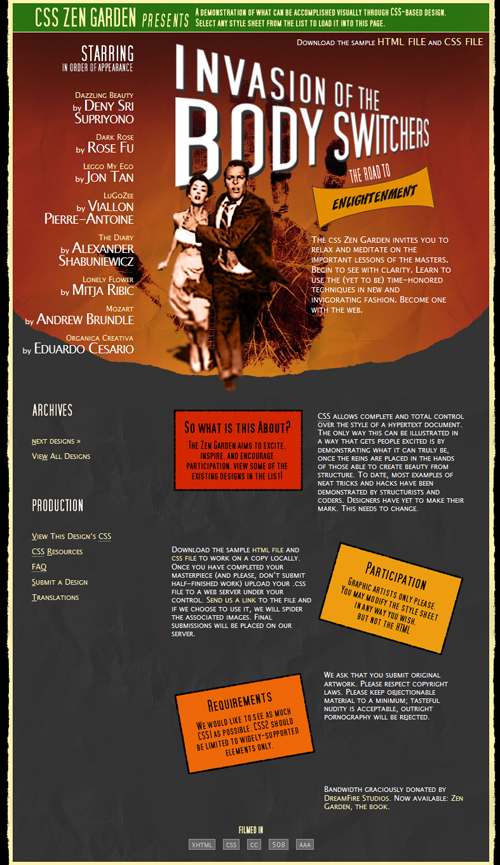 CSS ZEN GARDEN PRESENTS
A DEMONSTRATION OF WHAT CAN BE ACCOMPLISHED VISUALLY THROUGH CSS-BASED DESIGN.
SELECT ANY STYLE SHEET FROM THE LIST TO LOAD IT INTO THIS PAGE.
Download the sample HTML FILE and CSS FILE
STARRING
IN ORDER OF APPEARANCE
Dazzling Beauty
by Deny Sri
Supriyono
Dark Rose
by Rose Fu
Leggo My Ego
by Jon Tan
LuGoZee
by Viallon
Pierre-Antoine
The Diary
by Alexander
Shabuniewicz
Lonely Flower
by Mitja Ribic
Mozart
by Andrew Brundle
Organica Creativa
by Eduardo Cesario
INVASION OF THE
BODY SWITCHERS
THE ROAD TO
ENLIGHTENMENT
The css Zen Garden invites you to
relax and meditate on the
important lessons of the masters.
Begin to see with clarity. Learn to
use the (yet to be) time-honored
techniques in new and
invigorating fashion. Become one
with the web.
ARCHIVES
next designs »
View All Designs
PRODUCTION
View This Design's CSS
CSS Resources
FAQ
Submit a Design
Translations
So what is this About?
The Zen Garden aims to excite,
inspire, and encourage
participation. View some of the
existing designs in the list!
CSS allows complete and total control
over the style of a hypertext document.
The only way this can be illustrated in
a way that gets people excited is by
demonstrating what it can truly be,
once the reins are placed in the hands
of those able to create beauty from
structure. To date, most examples of
neat tricks and hacks have been
demonstrated by structurists and
coders. Designers have yet to make their
mark. This needs to change.
Download the sample html file and
css file to work on a copy locally.
Once you have completed your
masterpiece (and please, don't submit
half-finished work) upload your .css
file to a web server under your
control. Send us a link to the file and
if we choose to use it, we will spider
the associated images. Final
submissions will be placed on our
server.
Participation
Graphic artists only please.
You may modify the style sheet
in any way you wish,
but not the HTML
Requirements
We would like to see as much
CSS1 as possible. CSS2 should
be limited to widely-supported
elements only.
We ask that you submit original
artwork. Please respect copyright
laws. Please keep objectionable
material to a minimum; tasteful
nudity is acceptable, outright
pornography will be rejected.
Bandwidth graciously donated by
DreamFire Studios. Now available: Zen
Garden, the book.
FILMED IN
XHTML CSS CC 508 AAA